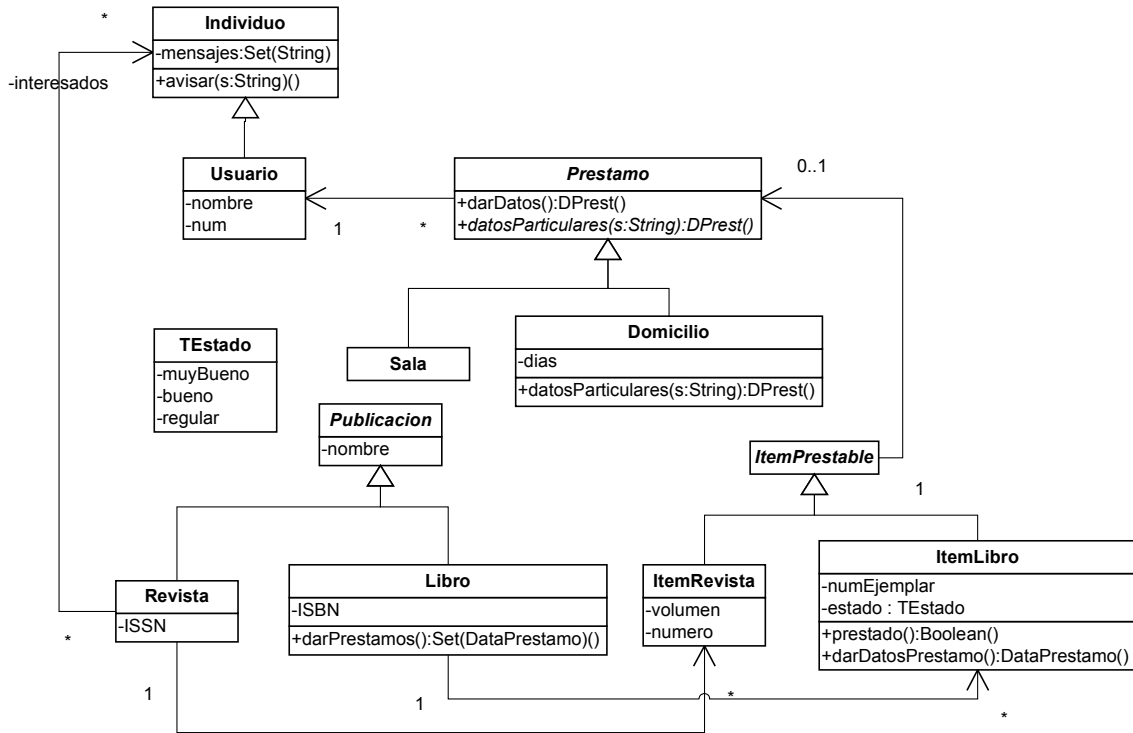 *
Individuo
-mensajes:Set(String)
+avisar(s:String)()
-interesados
Usuario
-nombre
-num
1
*
Prestamo
+darDatos():DPrest()
+datosParticulares(s:String):DPrest()
0..1
TEstado
-muyBueno
-bueno
-regular
Sala
Domicilio
-dias
+datosParticulares(s:String):DPrest()
Publicacion
-nombre
ItemPrestable
1
Revista
-ISSN
*
Libro
-ISBN
+darPrestamos():Set(DataPrestamo)()
ItemRevista
-volumen
-numero
ItemLibro
-numEjemplar
-estado : TEstado
+prestado():Boolean()
+darDatosPrestamo():DataPrestamo()
1
1
*
*